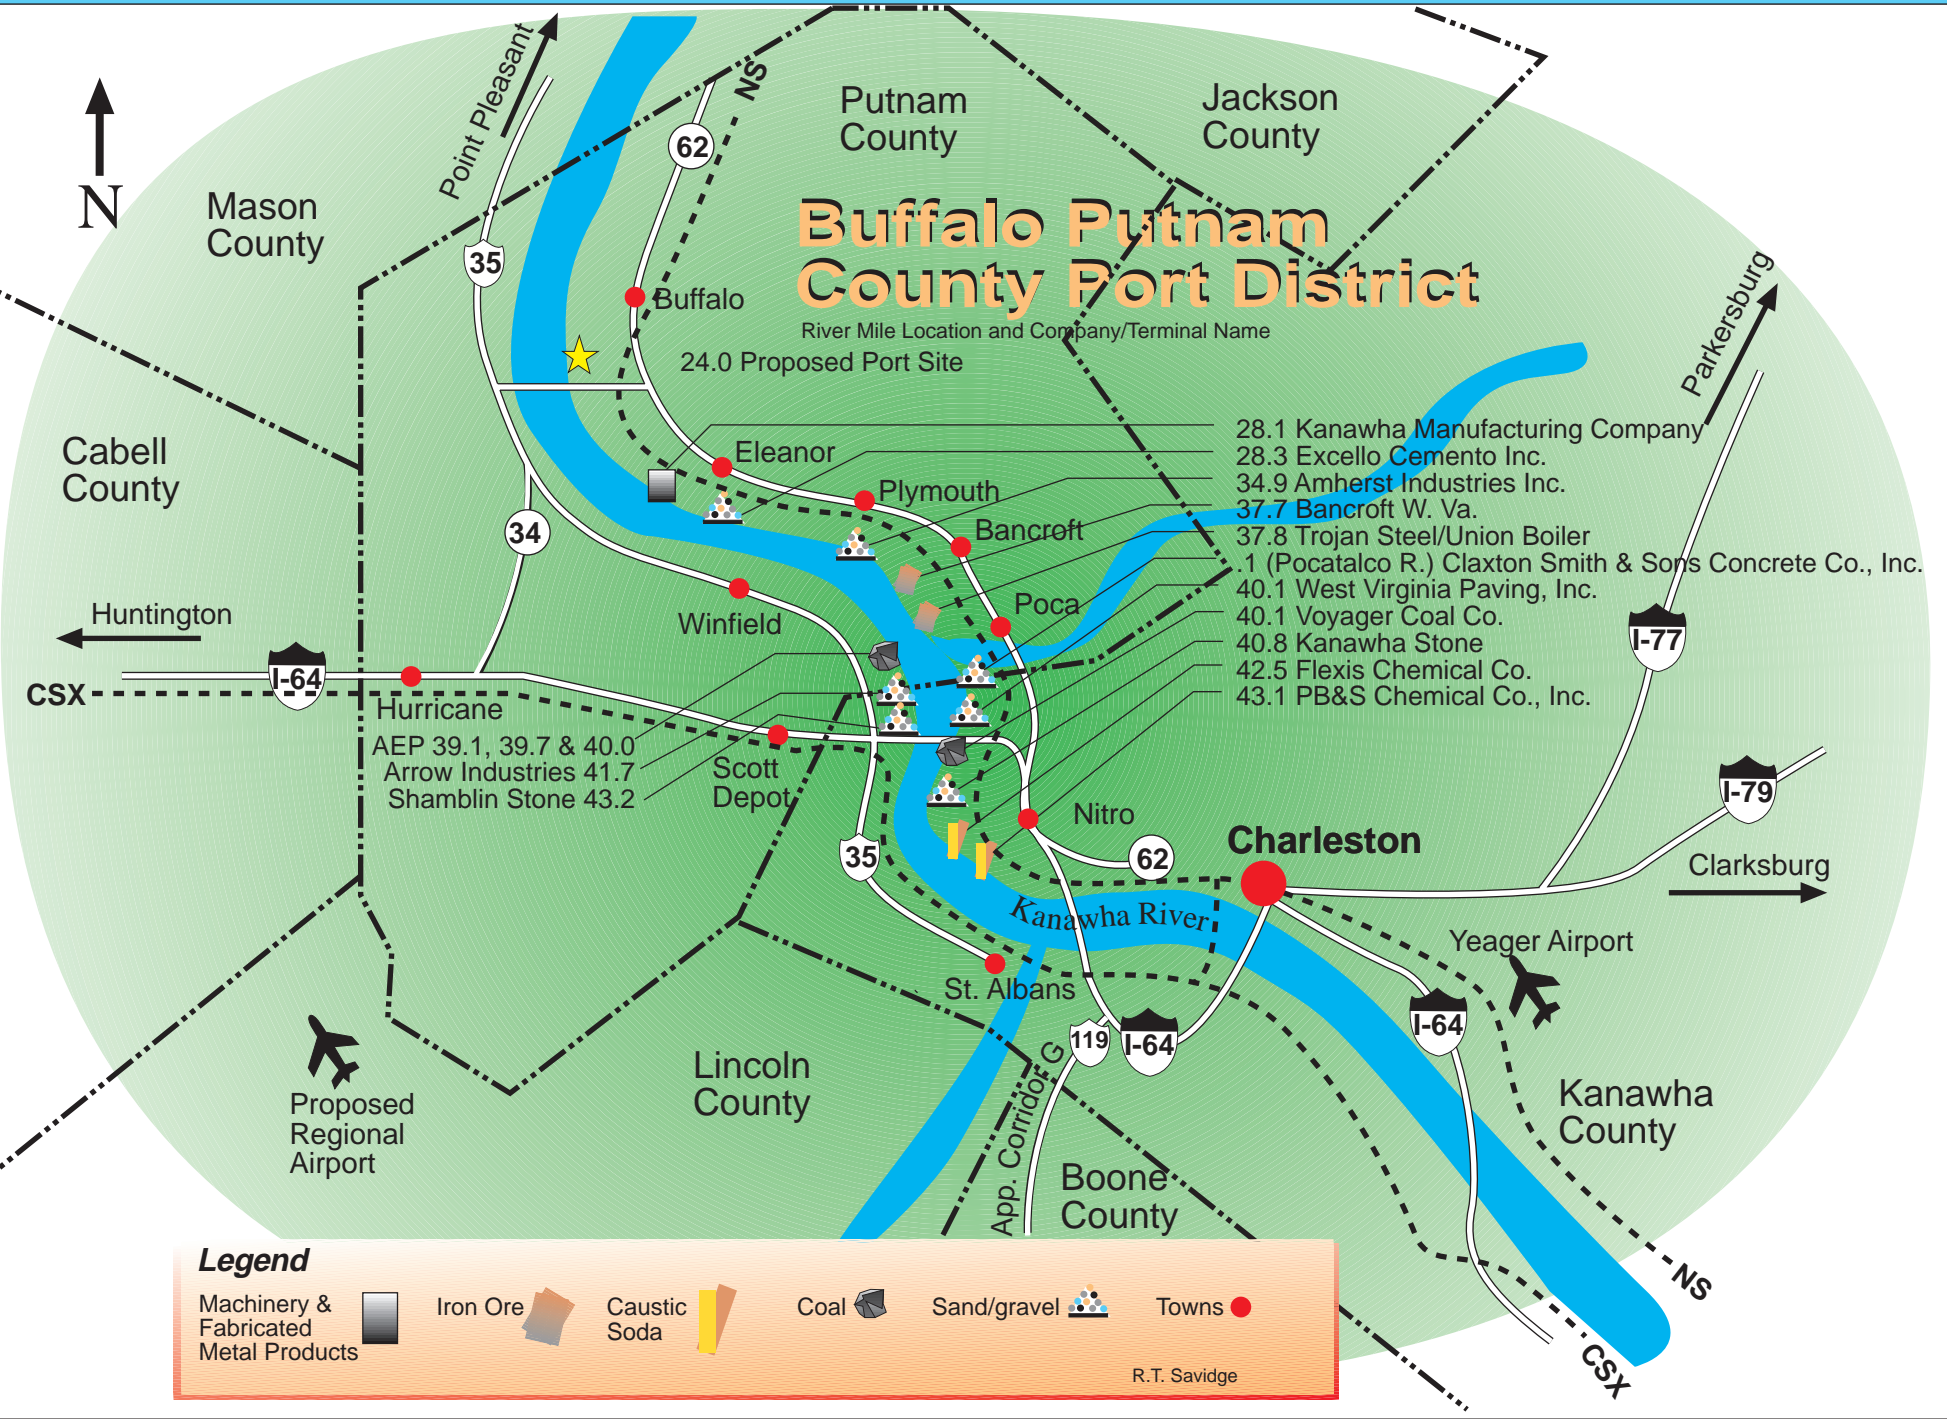 Point Pleasant
NS
62
Putnam
County
Jackson
County
N
Mason
County
35
Buffalo Putnam
County Port District
River Mile Location and Company/Terminal Name
Buffalo
24.0 Proposed Port Site
Parkersburg
Cabell
County
Eleanor
Plymouth
Bancroft
34
28.1 Kanawha Manufacturing Company
28.3 Excello Cemento Inc.
34.9 Amherst Industries Inc.
37.7 Bancroft W. Va.
37.8 Trojan Steel/Union Boiler
.1 (Pocatalco R.) Claxton Smith & Sons Concrete Co., Inc.
40.1 West Virginia Paving, Inc.
40.1 Voyager Coal Co.
40.8 Kanawha Stone
42.5 Flexis Chemical Co.
43.1 PB&S Chemical Co., Inc.
Huntington
Winfield
Poca
I-77
I-64
CSX
Hurricane
AEP 39.1, 39.7 & 40.0
Arrow Industries 41.7
Shamblin Stone 43.2
Scott
Depot
I-79
Nitro
35
62
Charleston
Clarksburg
Kanawha River
Yeager Airport
St. Albans
119
I-64
I-64
App. Corridor G
Lincoln
County
Proposed
Regional
Airport
Boone
County
Kanawha
County
NS
CSX
Legend
Machinery &
Fabricated
Metal Products
Iron Ore
Caustic
Soda
Coal
Sand/gravel
Towns
R.T. Savidge